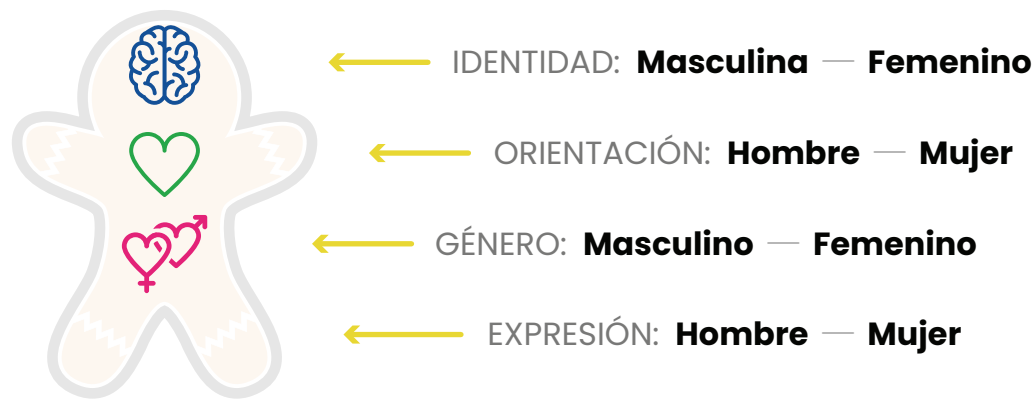 IDENTIDAD: Masculina — Femenino
ORIENTACIÓN: Hombre — Mujer
GÉNERO: Masculino — Femenino
EXPRESIÓN: Hombre — Mujer